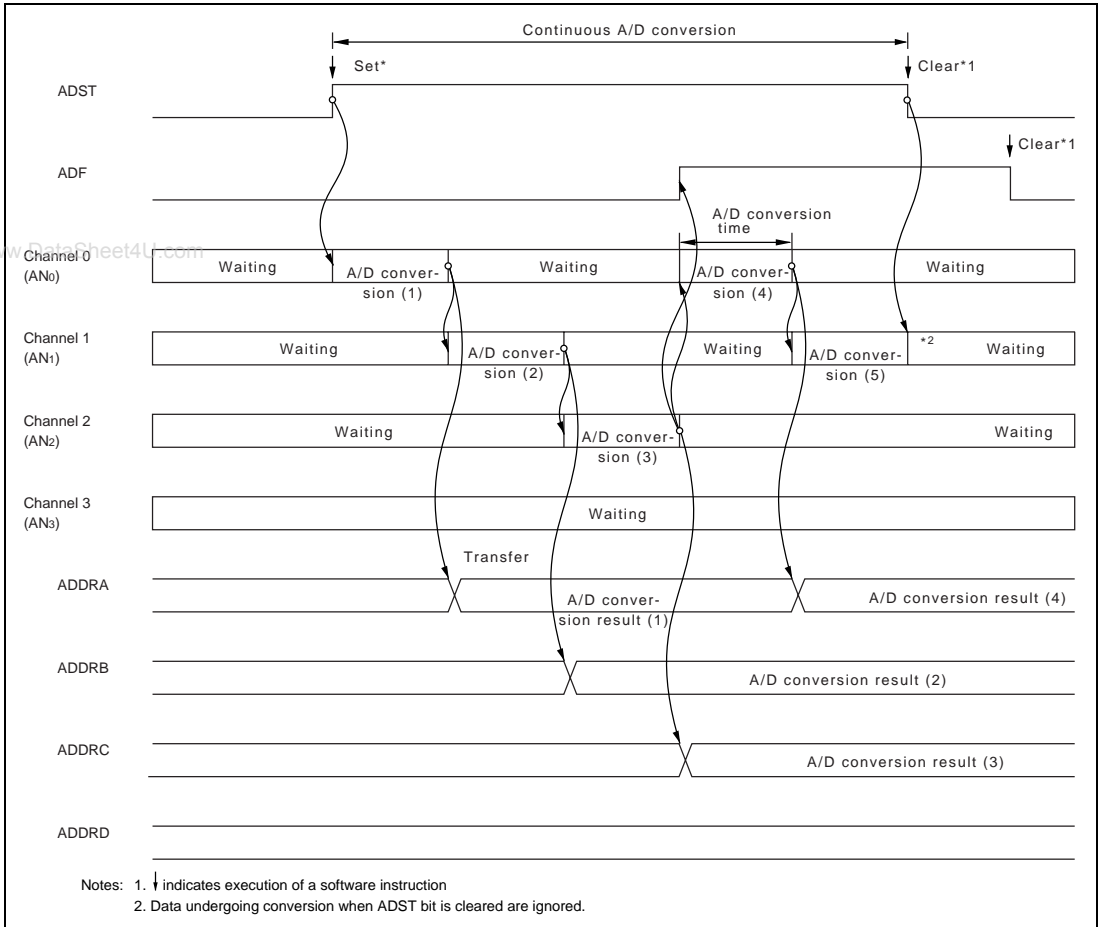 Continuous A/D conversion
Set*
Clear*1
ADST
Clear*1
ADF
A/D conversion
time
www.DataSheet4U.com
Channel 0
(AN0)
Waiting
A/D conver-
sion (1)
Waiting
A/D conver-
sion (4)
Waiting
Channel 1
(AN1)
Waiting
A/D conver-
sion (2)
Waiting
A/D conver-
sion (5)
*2
Waiting
Channel 2
(AN2)
Waiting
A/D conver-
sion (3)
Waiting
Channel 3
(AN3)
Waiting
Transfer
ADDRA
A/D conver-
sion result (1)
A/D conversion result (4)
ADDRB
A/D conversion result (2)
ADDRC
A/D conversion result (3)
ADDRD
Notes: 1. ↓ indicates execution of a software instruction
2. Data undergoing conversion when ADST bit is cleared are ignored.